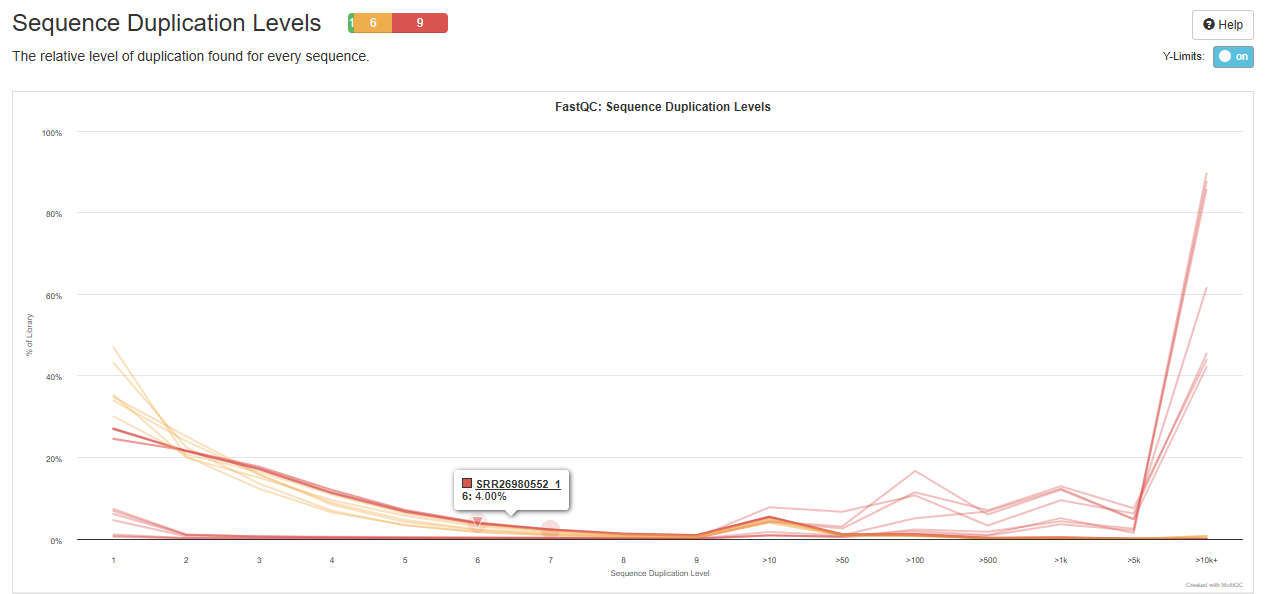 Sequence Duplication Levels
1 6 9
Help
The relative level of duplication found for every sequence.
Y-Limits: on
FastQC: Sequence Duplication Levels
100%
80%
60%
40%
20%
0%
% of Library
SRR26980552_1
6: 4.00%
1 2 3 4 5 6 7 8 9 >10 >50 >100 >500 >1k >5k >10k+
Sequence Duplication Level
Created with MultiQC